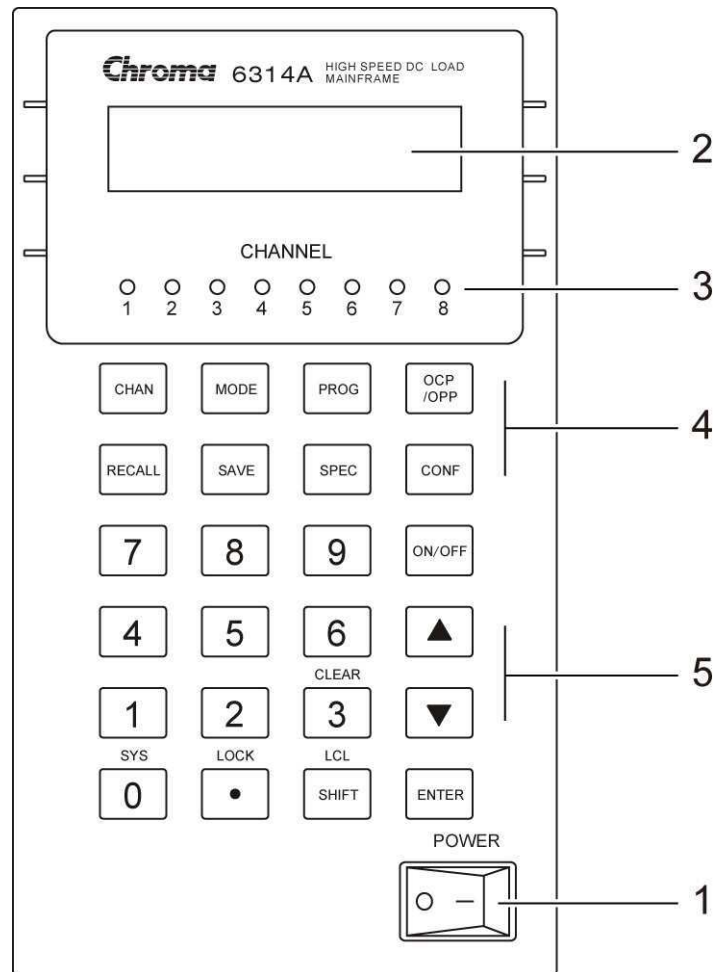 Chroma 6314A HIGH SPEED DC LOAD
MAINFRAME
2
CHANNEL
1 2 3 4 5 6 7 8
3
CHAN MODE PROG OCP
/OPP
4
RECALL SAVE SPEC CONF
7 8 9 ON/OFF
4 5 6 ▲
5
CLEAR
1 2 3 ▼
SYS LOCK LCL
0 • SHIFT ENTER
POWER
O –
1